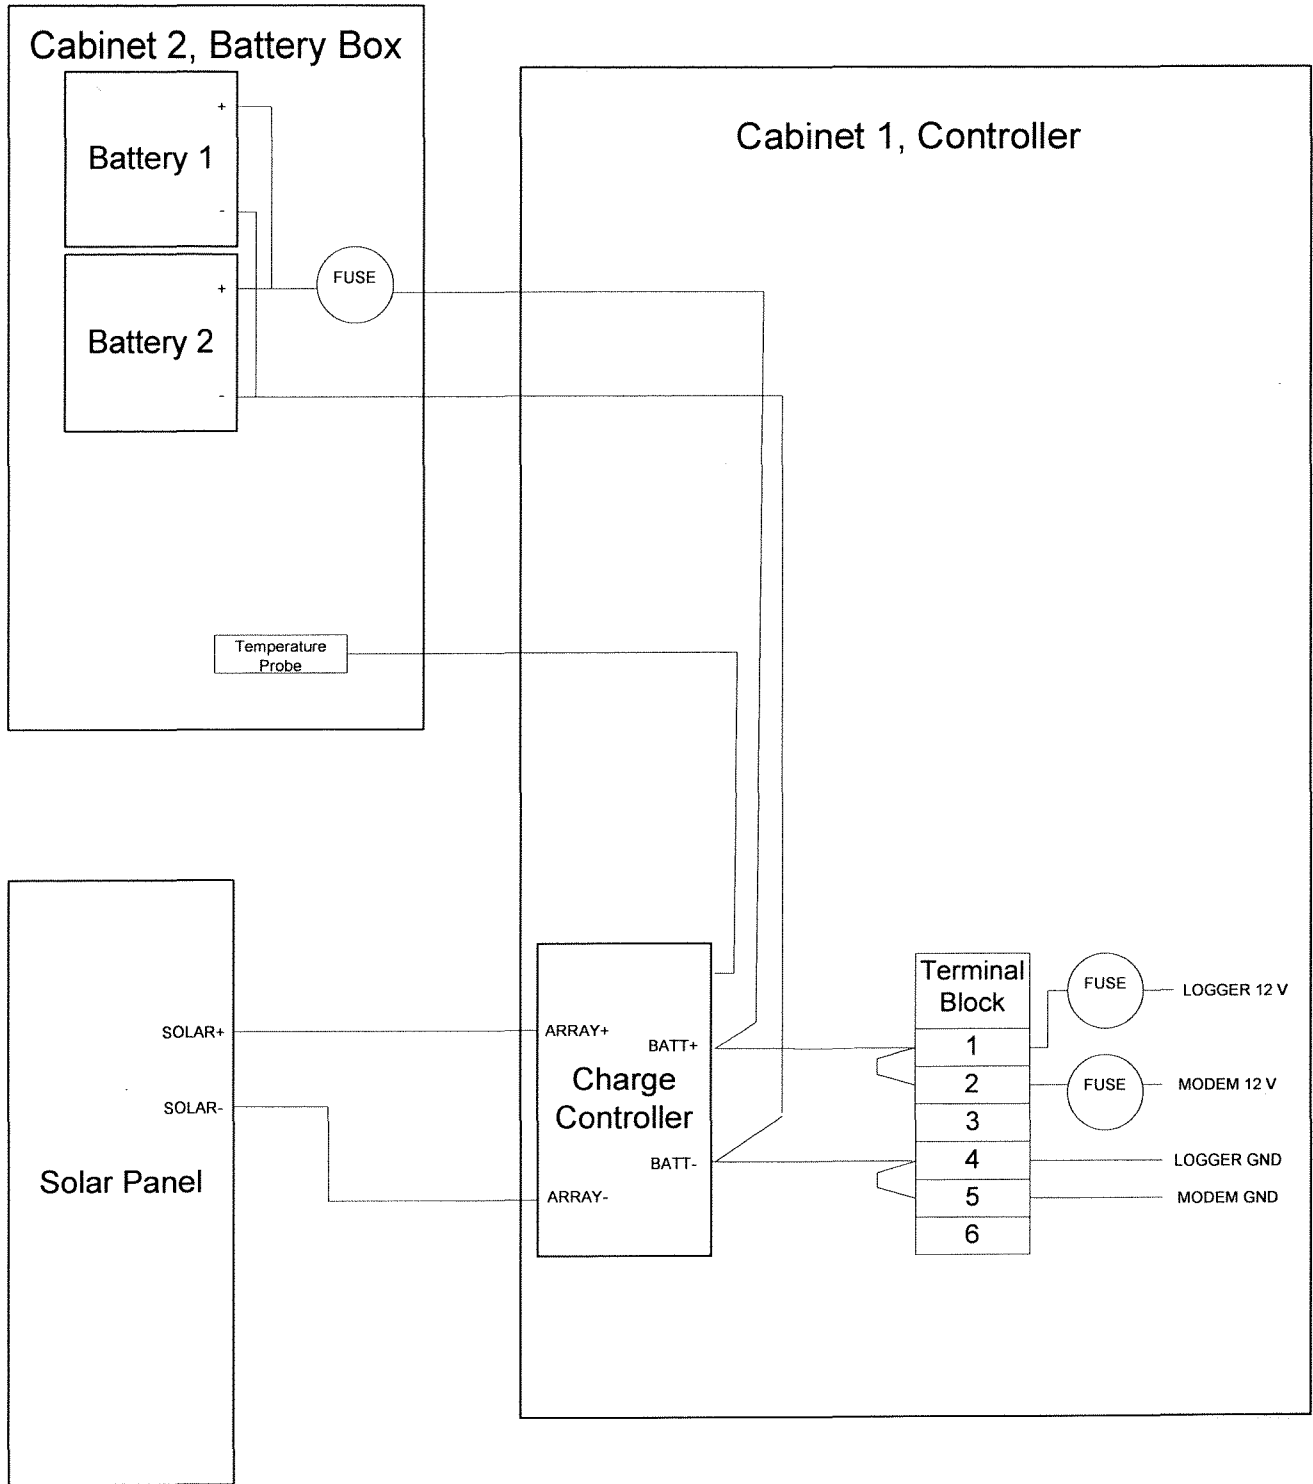 Cabinet 2, Battery Box
+
Battery 1
-
+
FUSE
Battery 2
-
Temperature
Probe
Cabinet 1, Controller
SOLAR+
SOLAR-
Solar Panel
ARRAY+
BATT+
Charge
Controller
BATT-
ARRAY-
Terminal
Block
1
2
3
4
5
6
FUSE
LOGGER 12 V
FUSE
MODEM 12 V
LOGGER GND
MODEM GND